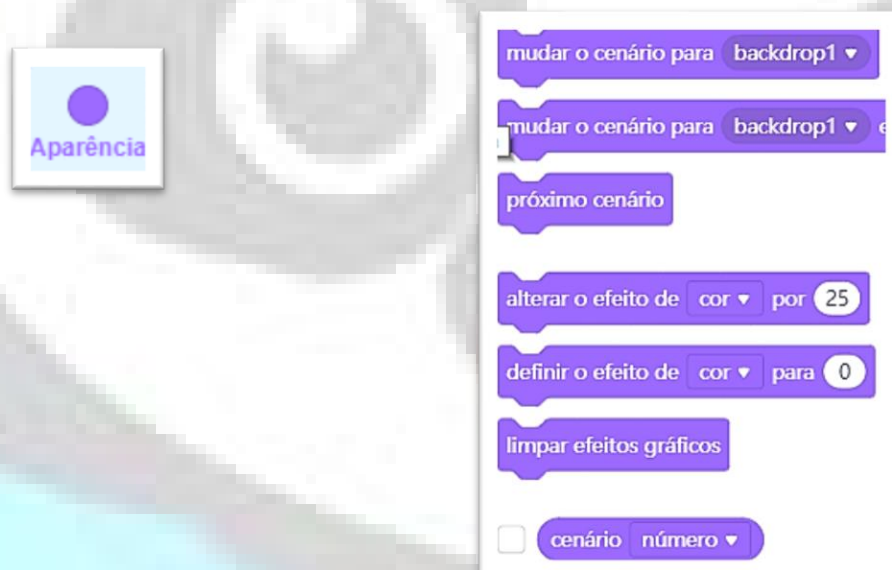 Aparência
mudar o cenário para backdrop1
mudar o cenário para backdrop1 e
próximo cenário
alterar o efeito de cor por 25
definir o efeito de cor para 0
limpar efeitos gráficos
cenário número